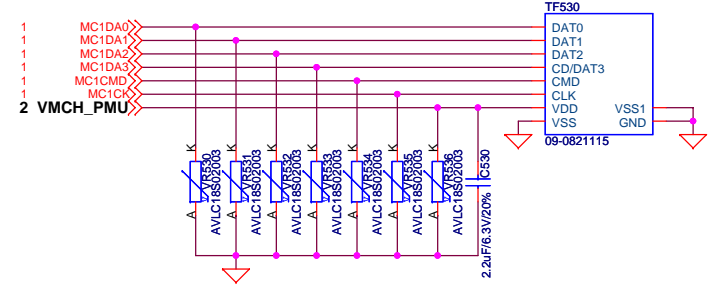 TF530
1 MC1DA0 DAT0
1 MC1DA1 DAT1
1 MC1DA2 DAT2
1 MC1DA3 CD/DAT3
1 MC1CMD CMD
1 MC1CK CLK
2 VMCH_PMU VDD VSS1
VSS GND
09-0821115
K K K K K K K
VR530
AVLC18S02003
VR531
AVLC18S02003
VR532
AVLC18S02003
VR533
AVLC18S02003
VR534
AVLC18S02003
VR535
AVLC18S02003
VR536
AVLC18S02003
C530
2.2uF/6.3V/20%
A A A A A A A